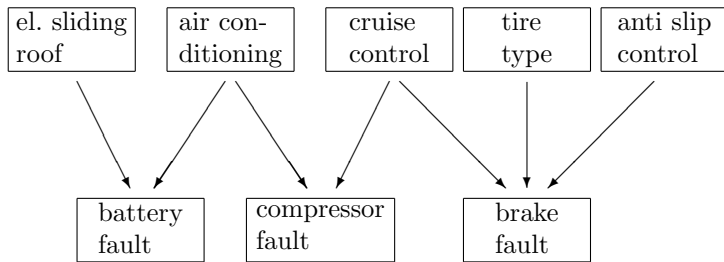 el. sliding
roof
air con-
ditioning
cruise
control
tire
type
anti slip
control
battery
fault
compressor
fault
brake
fault